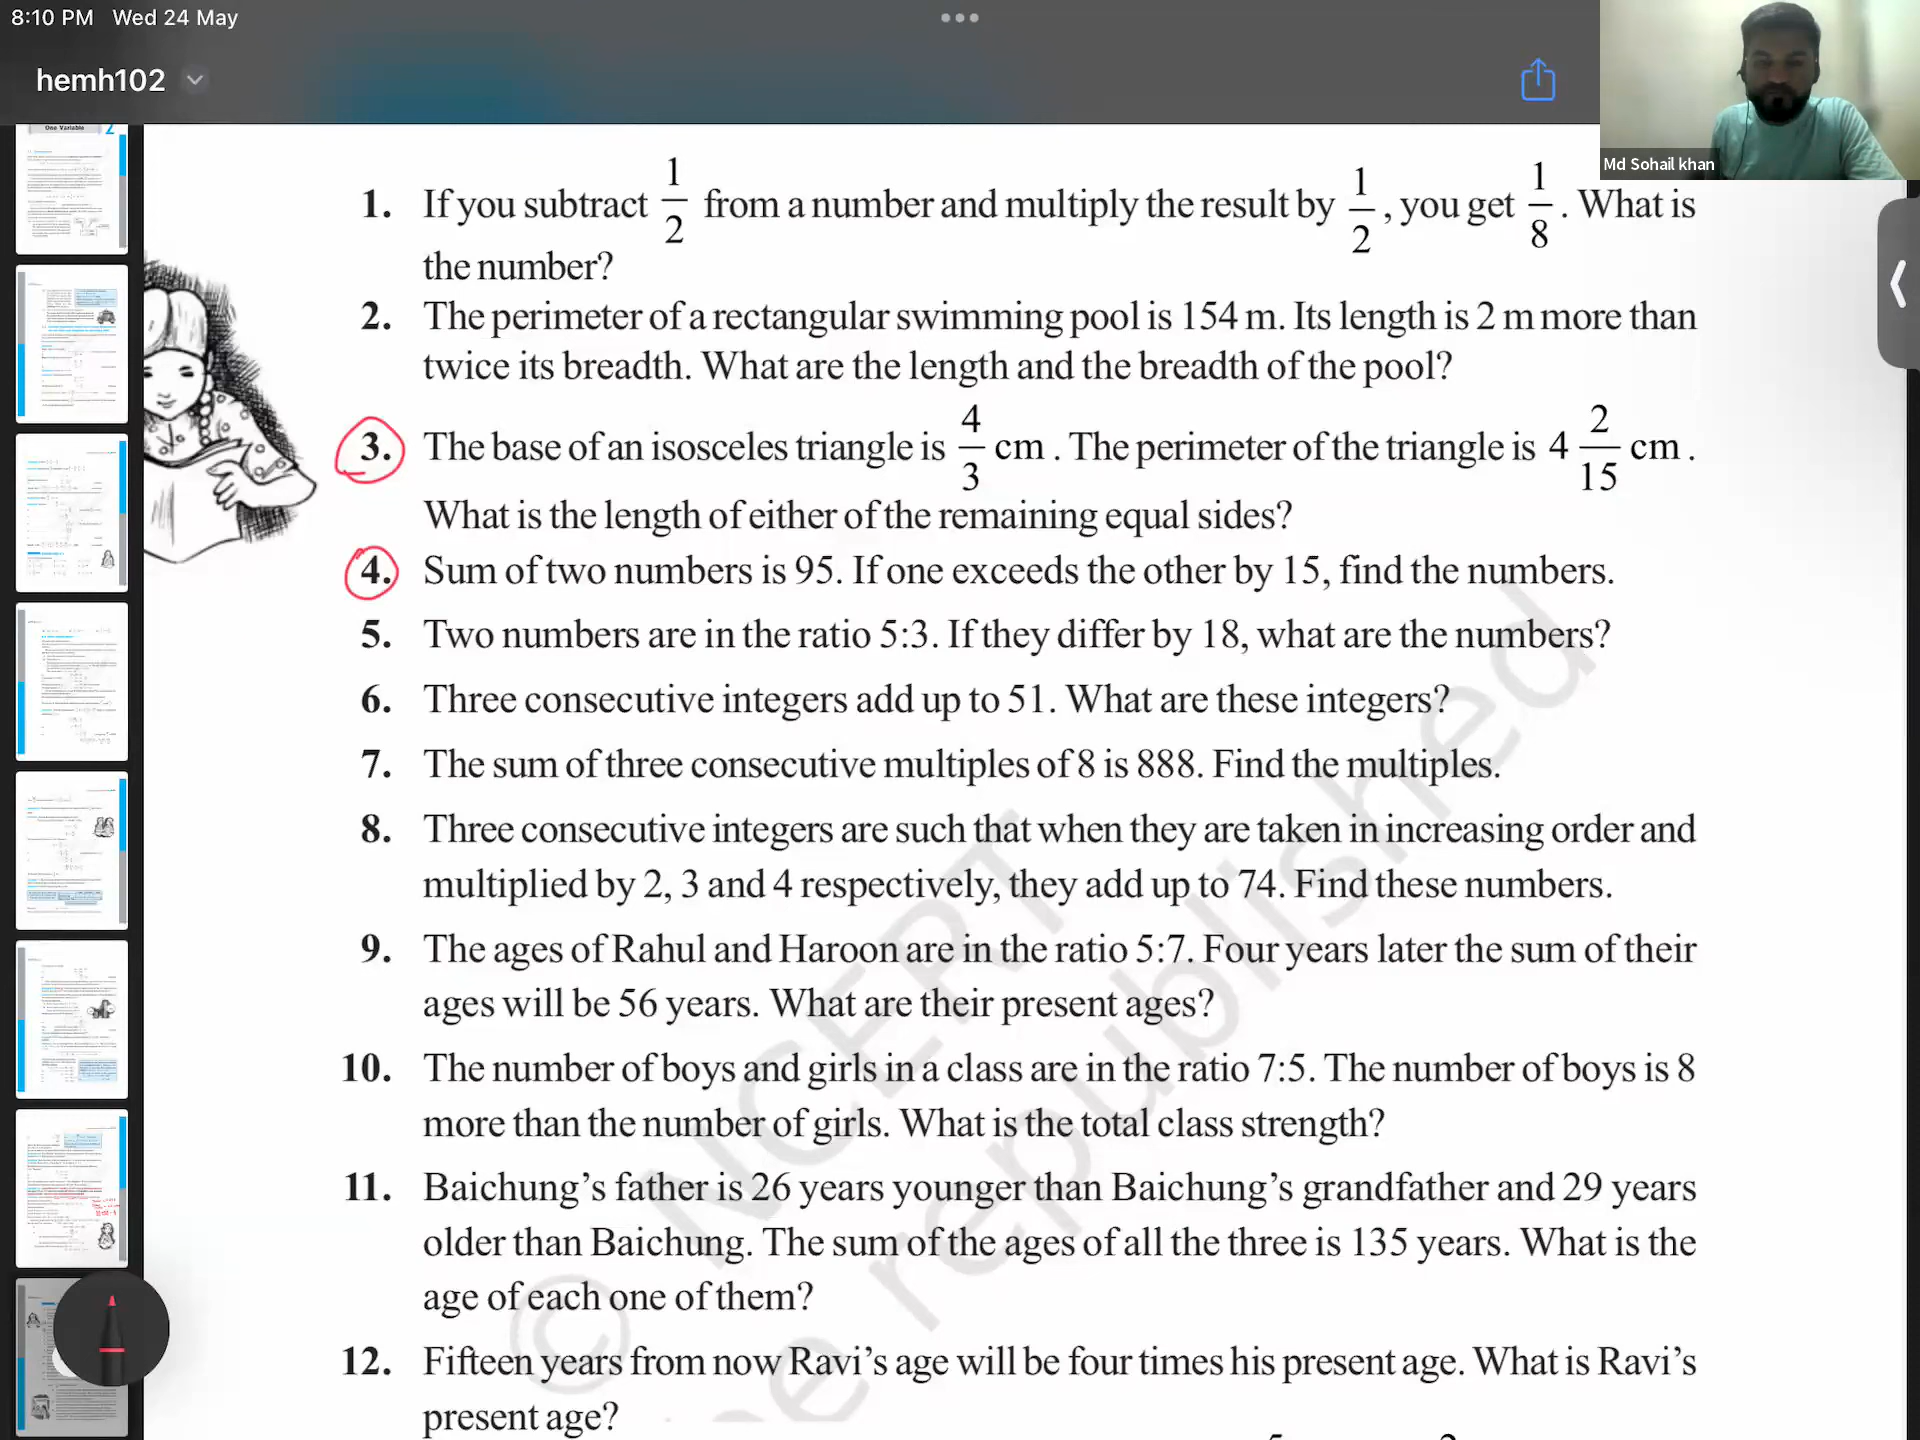 8:10 PM Wed 24 May
hemh102
Md Sohail khan
One Variable 2
1. If you subtract 1/2 from a number and multiply the result by 1/2, you get 1/8. What is
the number?
2. The perimeter of a rectangular swimming pool is 154 m. Its length is 2 m more than
twice its breadth. What are the length and the breadth of the pool?
3. The base of an isosceles triangle is 4/3 cm. The perimeter of the triangle is 4 2/15 cm.
What is the length of either of the remaining equal sides?
4. Sum of two numbers is 95. If one exceeds the other by 15, find the numbers.
5. Two numbers are in the ratio 5:3. If they differ by 18, what are the numbers?
6. Three consecutive integers add up to 51. What are these integers?
7. The sum of three consecutive multiples of 8 is 888. Find the multiples.
8. Three consecutive integers are such that when they are taken in increasing order and
multiplied by 2, 3 and 4 respectively, they add up to 74. Find these numbers.
9. The ages of Rahul and Haroon are in the ratio 5:7. Four years later the sum of their
ages will be 56 years. What are their present ages?
10. The number of boys and girls in a class are in the ratio 7:5. The number of boys is 8
more than the number of girls. What is the total class strength?
11. Baichung's father is 26 years younger than Baichung's grandfather and 29 years
older than Baichung. The sum of the ages of all the three is 135 years. What is the
age of each one of them?
12. Fifteen years from now Ravi's age will be four times his present age. What is Ravi's
present age?
© NCERT
republished